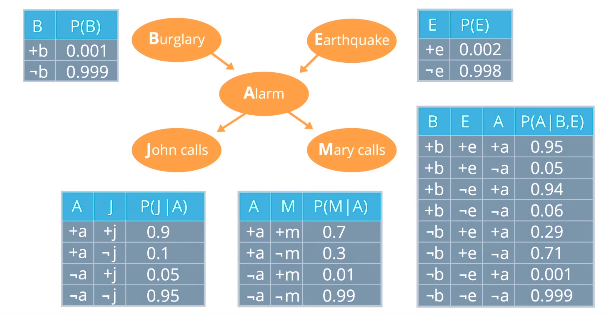 B P(B)
+b 0.001
¬b 0.999
Burglary
Earthquake
E P(E)
+e 0.002
¬e 0.998
Alarm
John calls
Mary calls
B E A P(A|B,E)
+b +e +a 0.95
+b +e ¬a 0.05
+b ¬e +a 0.94
+b ¬e ¬a 0.06
¬b +e +a 0.29
¬b +e ¬a 0.71
¬b ¬e +a 0.001
¬b ¬e ¬a 0.999
A J P(J|A)
+a +j 0.9
+a ¬j 0.1
¬a +j 0.05
¬a ¬j 0.95
A M P(M|A)
+a +m 0.7
+a ¬m 0.3
¬a +m 0.01
¬a ¬m 0.99